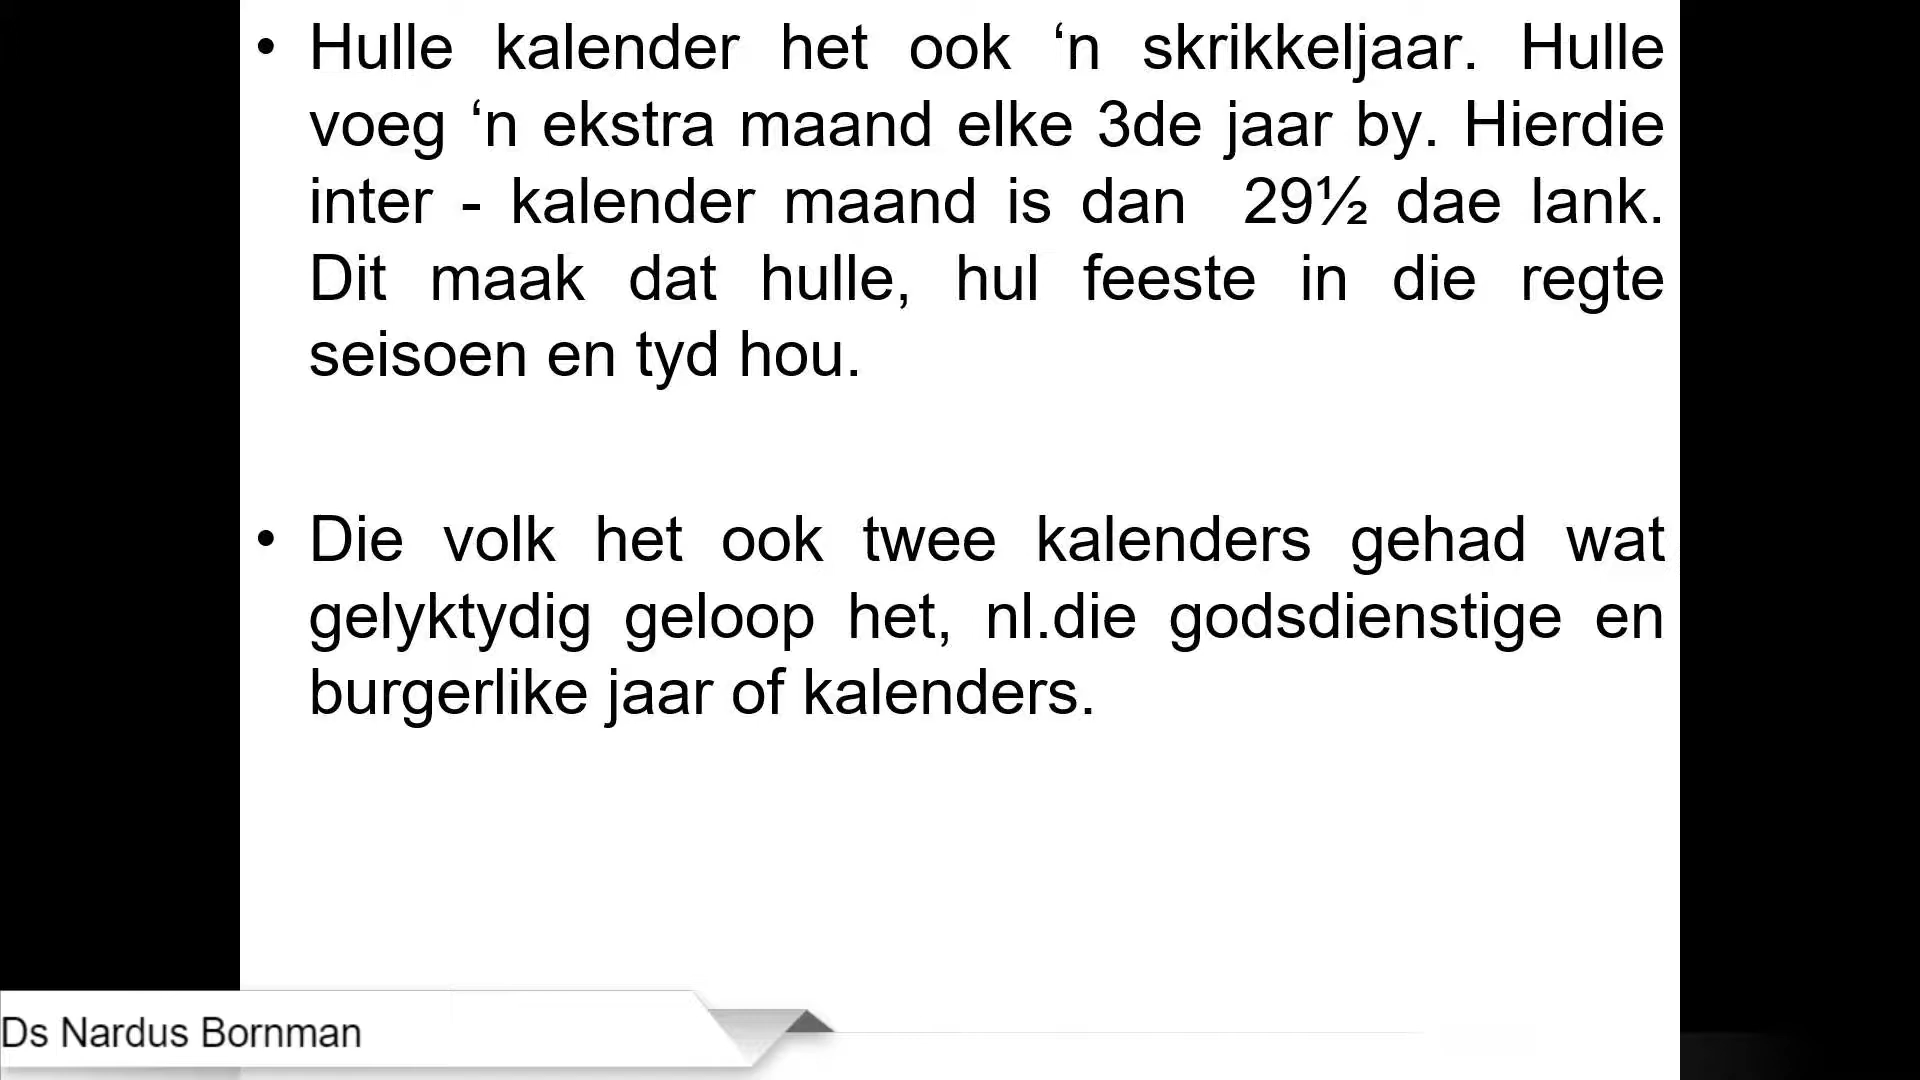 • Hulle kalender het ook ‘n skrikkeljaar. Hulle
voeg ‘n ekstra maand elke 3de jaar by. Hierdie
inter - kalender maand is dan 29½ dae lank.
Dit maak dat hulle, hul feeste in die regte
seisoen en tyd hou.
• Die volk het ook twee kalenders gehad wat
gelyktydig geloop het, nl.die godsdienstige en
burgerlike jaar of kalenders.
Ds Nardus Bornman